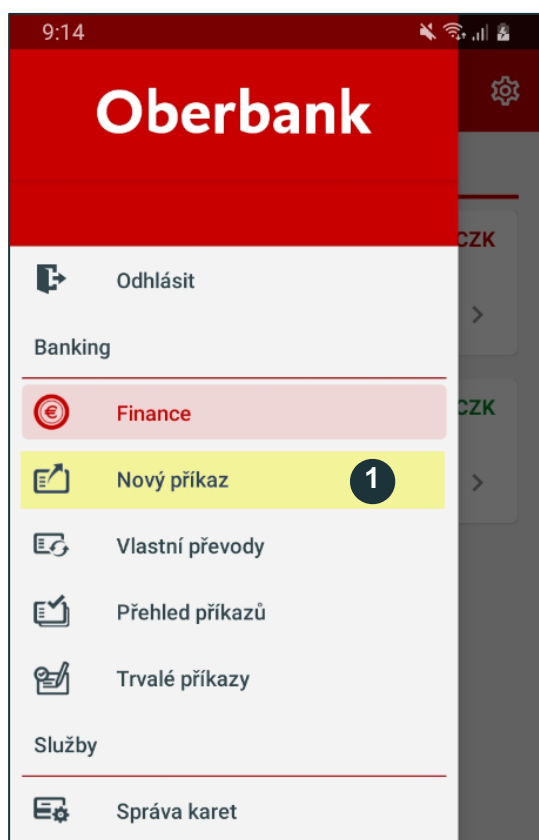 9:14
Oberbank
CZK
Odhlásit
Banking
Finance
CZK
Nový příkaz 1
Vlastní převody
Přehled příkazů
Trvalé příkazy
Služby
Správa karet